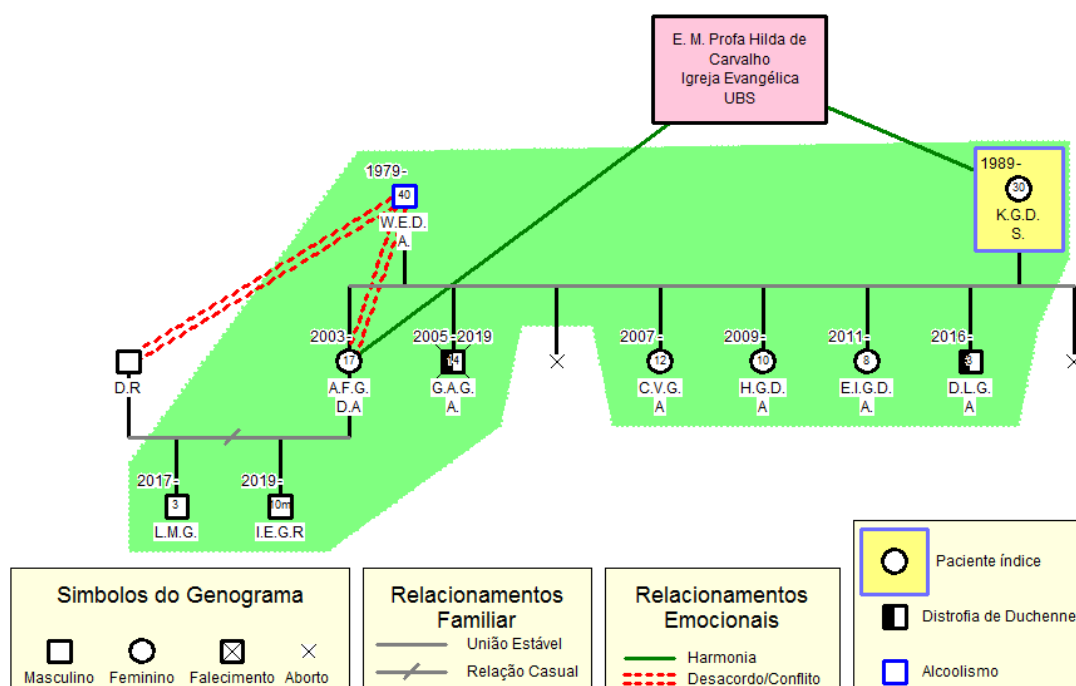 E. M. Profa Hilda de
Carvalho
Igreja Evangélica
UBS
1979-
40
W.E.D.
A.
1989-
30
K.G.D.
S.
2003-
17
A.F.G.
D.A
2005-2019
14
G.A.G.
A.
2007-
12
C.V.G.
A
2009-
10
H.G.D.
A
2011-
8
E.I.G.D.
A.
2016-
3
D.L.G.
A
D.R
2017-
3
L.M.G.
2019-
10m
I.E.G.R
Simbolos do Genograma
Masculino
Feminino
Falecimento
Aborto
Relacionamentos
Familiar
União Estável
Relação Casual
Relacionamentos
Emocionais
Harmonia
Desacordo/Conflito
Paciente índice
Distrofia de Duchenne
Alcoolismo